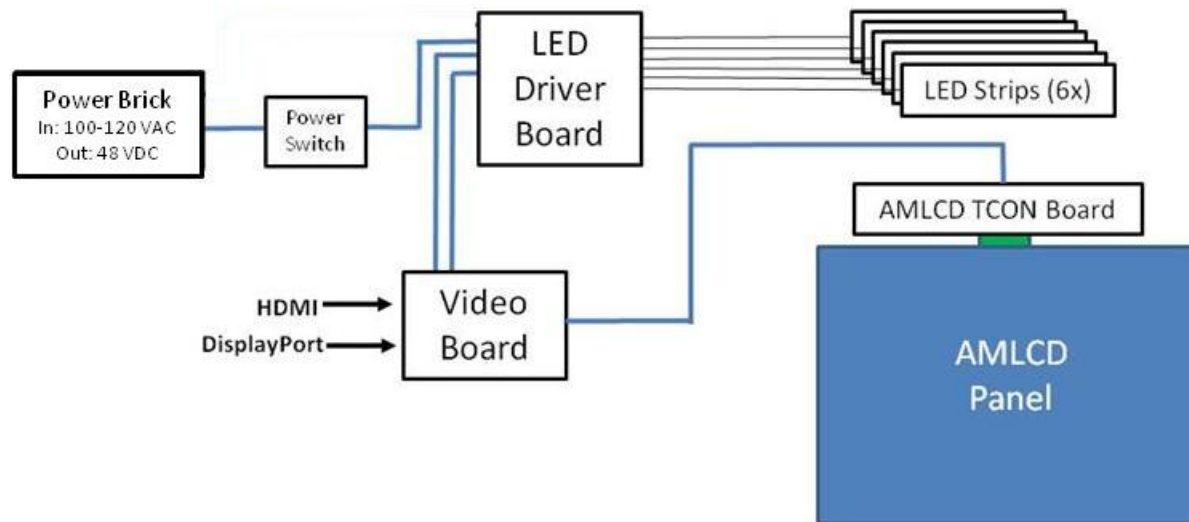 Power Brick
In: 100-120 VAC
Out: 48 VDC
Power
Switch
LED
Driver
Board
LED Strips (6x)
AMLCD TCON Board
HDMI
DisplayPort
Video
Board
AMLCD
Panel